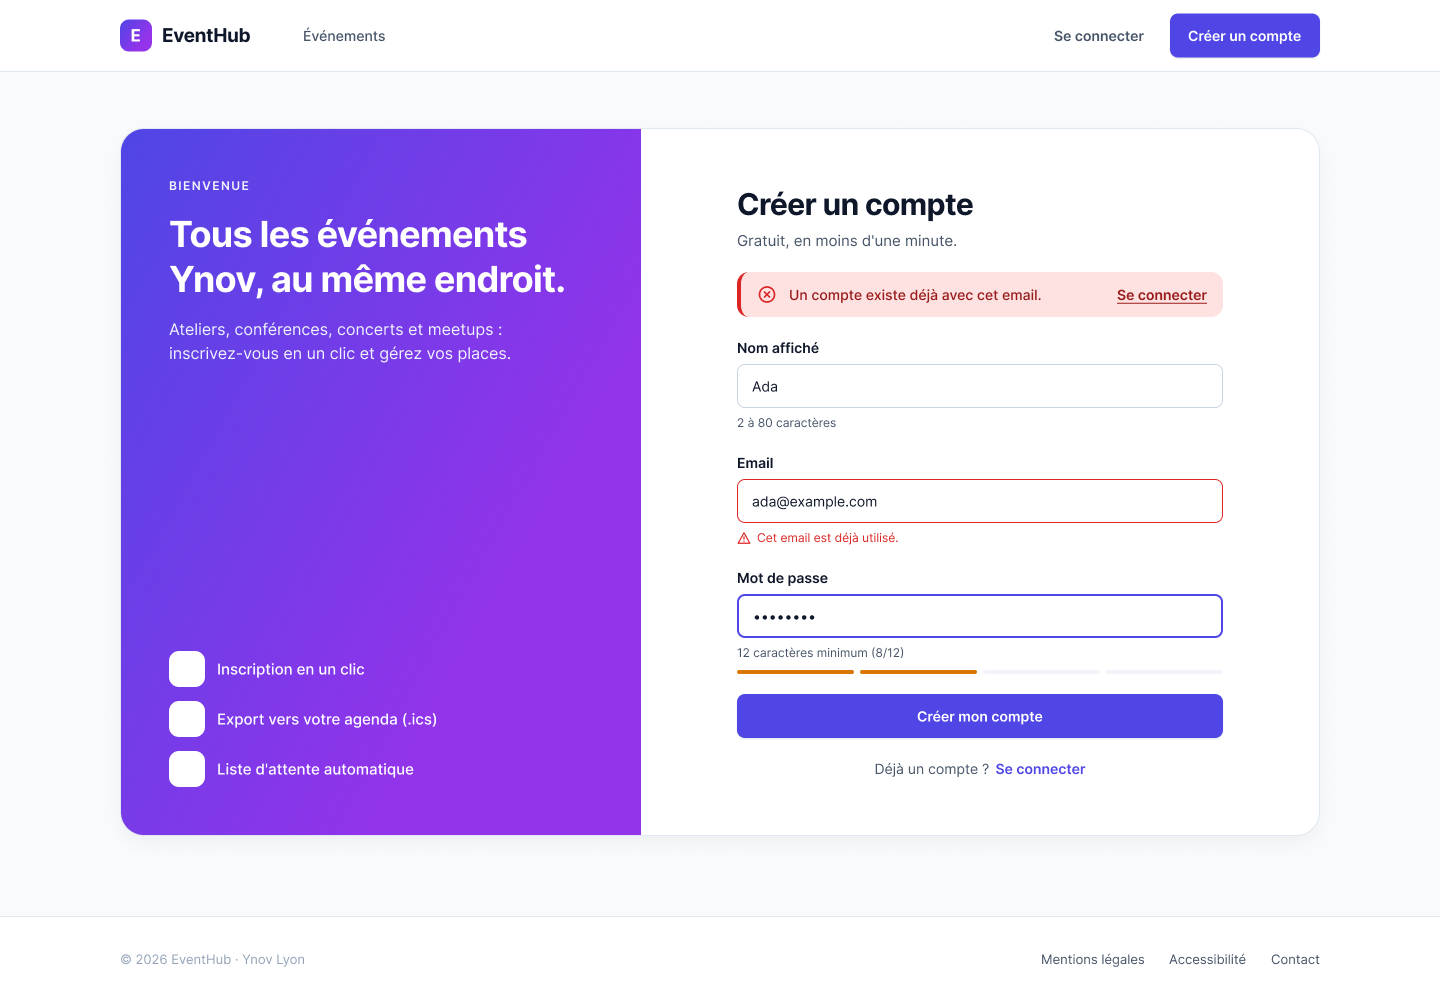 E EventHub
Événements
Se connecter
Créer un compte
BIENVENUE
Tous les événements
Ynov, au même endroit.
Ateliers, conférences, concerts et meetups :
inscrivez-vous en un clic et gérez vos places.
Inscription en un clic
Export vers votre agenda (.ics)
Liste d'attente automatique
Créer un compte
Gratuit, en moins d'une minute.
Un compte existe déjà avec cet email.
Se connecter
Nom affiché
Ada
2 à 80 caractères
Email
ada@example.com
Cet email est déjà utilisé.
Mot de passe
••••••••
12 caractères minimum (8/12)
Créer mon compte
Déjà un compte ? Se connecter
© 2026 EventHub · Ynov Lyon
Mentions légales
Accessibilité
Contact